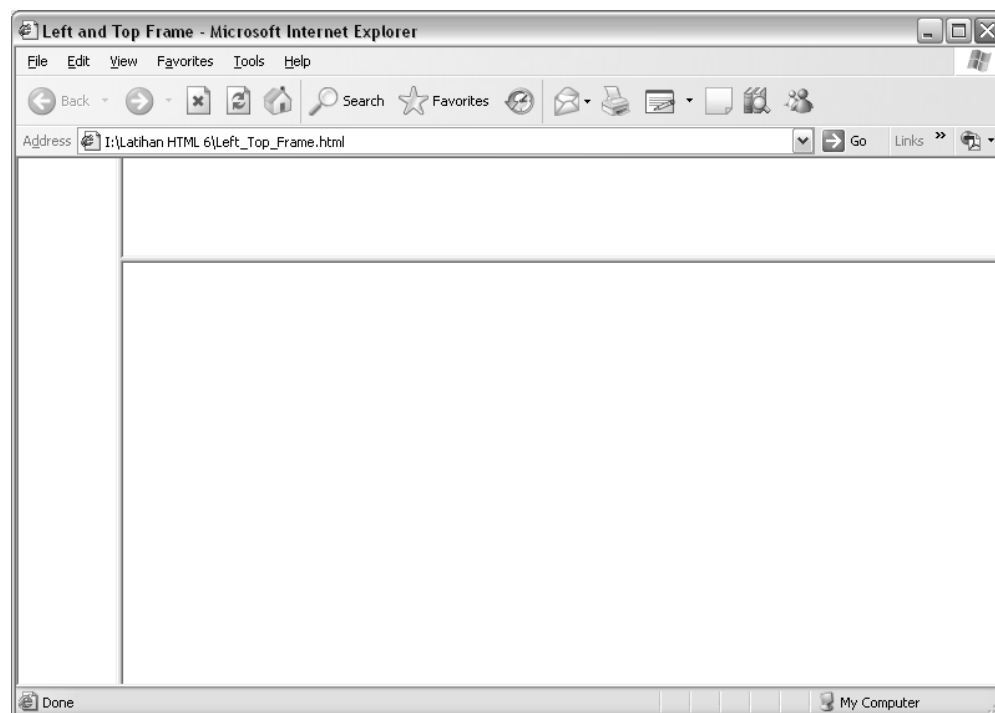 Left and Top Frame - Microsoft Internet Explorer
File Edit View Favorites Tools Help
Back Search Favorites
Address I:\Latihan HTML 6\Left_Top_Frame.html Go Links »
Done My Computer